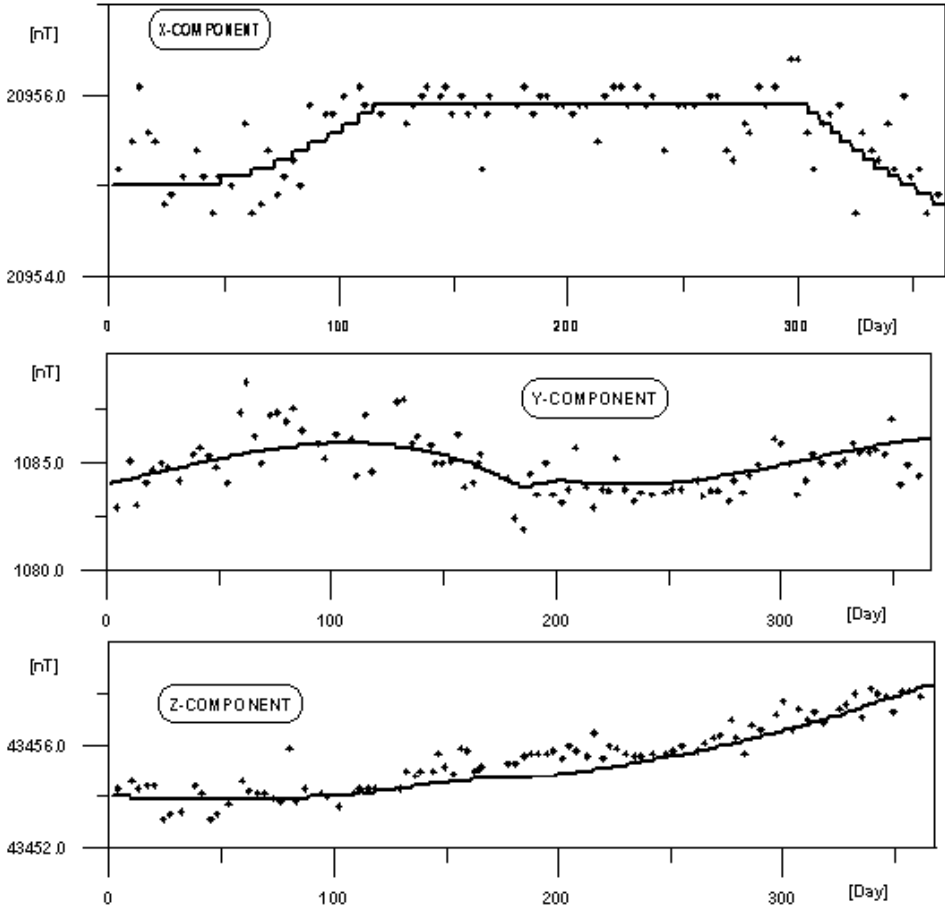 [nT]
X-COMPONENT
20956.0
20954.0
0 100 200 300 [Day]
[nT]
Y-COMPONENT
1085.0
1080.0
0 100 200 300 [Day]
[nT]
Z-COMPONENT
43456.0
43452.0
0 100 200 300 [Day]